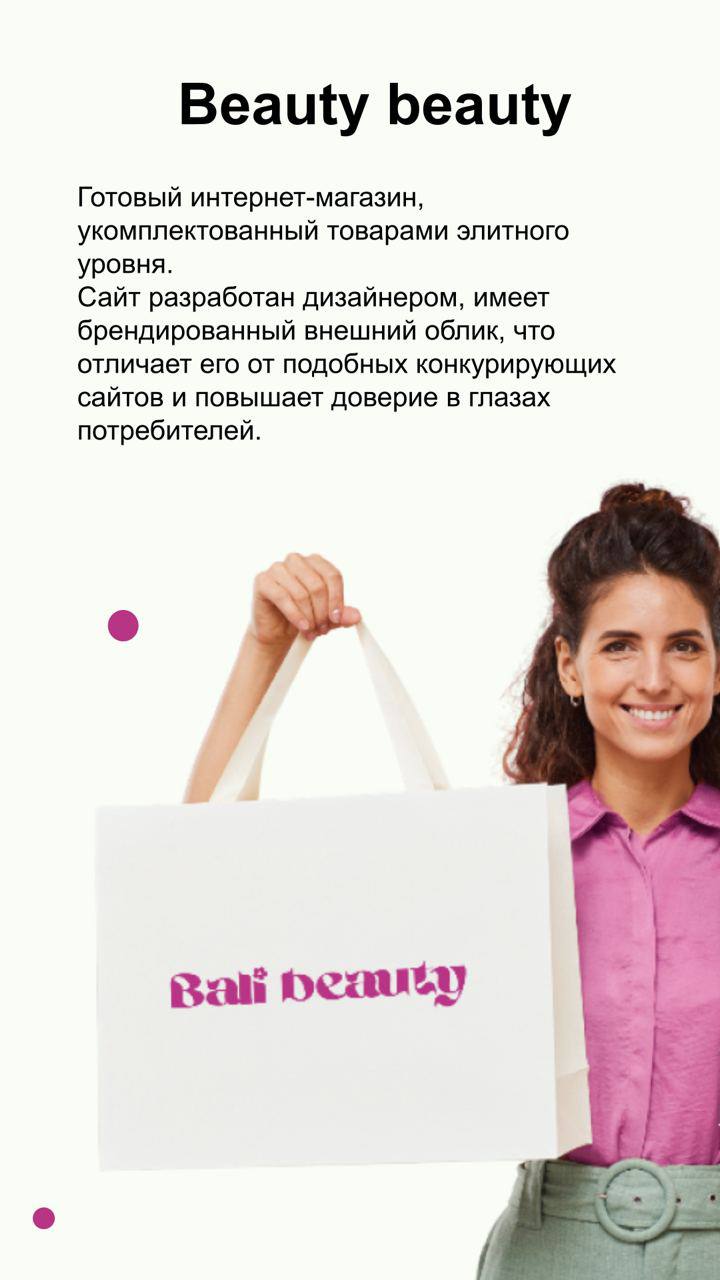 Beauty beauty
Готовый интернет-магазин,
укомплектованный товарами элитного
уровня.
Сайт разработан дизайнером, имеет
брендированный внешний облик, что
отличает его от подобных конкурирующих
сайтов и повышает доверие в глазах
потребителей.
Bali beauty